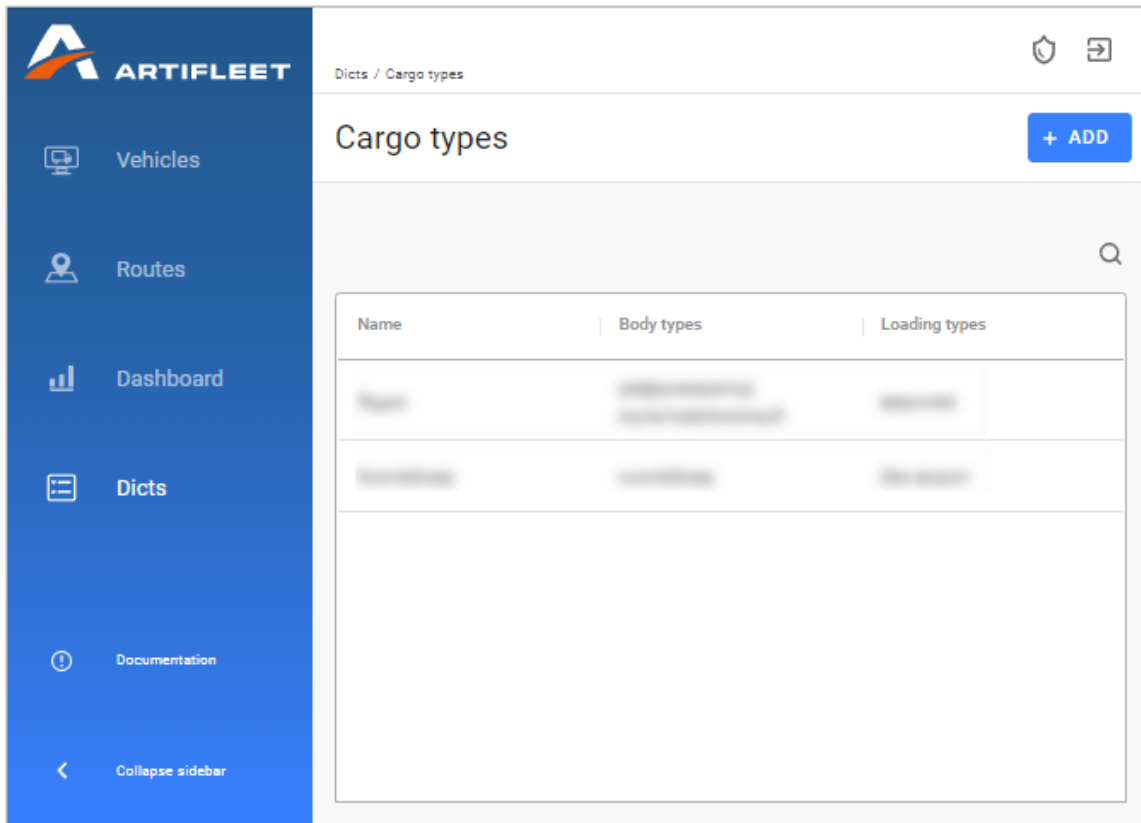 ARTIFLEET
Dicts / Cargo types
Cargo types
+ ADD
Vehicles
Routes
Dashboard
Dicts
Documentation
Collapse sidebar
Name
Body types
Loading types